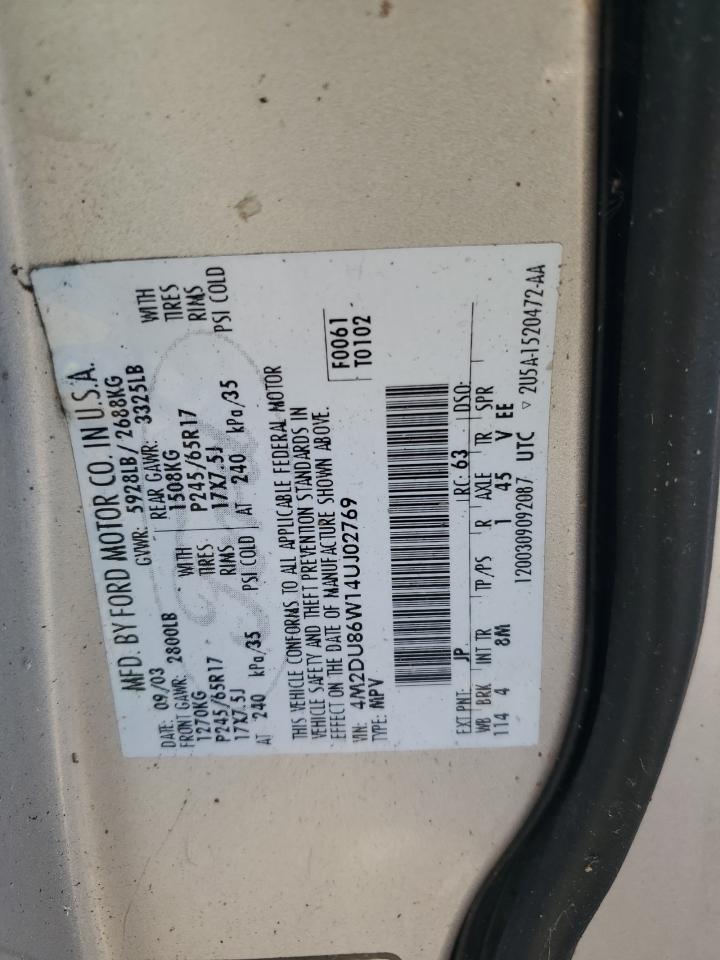 MFD. BY FORD MOTOR CO. IN U.S.A.
DATE: 09/03 GVWR: 5928LB/ 2688KG
FRONT GAWR: 2800LB REAR GAWR: 3325LB
1270KG WITH 1508KG WITH
P245/65R17 TIRES P245/65R17 TIRES
17X7.5J RIMS 17X7.5J RIMS
AT 240 kPa/35 PSI COLD AT 240 kPa/35 PSI COLD
THIS VEHICLE CONFORMS TO ALL APPLICABLE FEDERAL MOTOR
VEHICLE SAFETY AND THEFT PREVENTION STANDARDS IN
EFFECT ON THE DATE OF MANUFACTURE SHOWN ABOVE.
VIN: 4M2DU86W14UJ02769 F0061
TYPE: MPV T0102
EXT PNT: JP RC: 63 DSO:
WB BRK INT TR TP/PS R AXLE TR SPR
114 4 8M 1 45 V EE
1200309092087 UTC ▽ 2U5A-1520472-AA